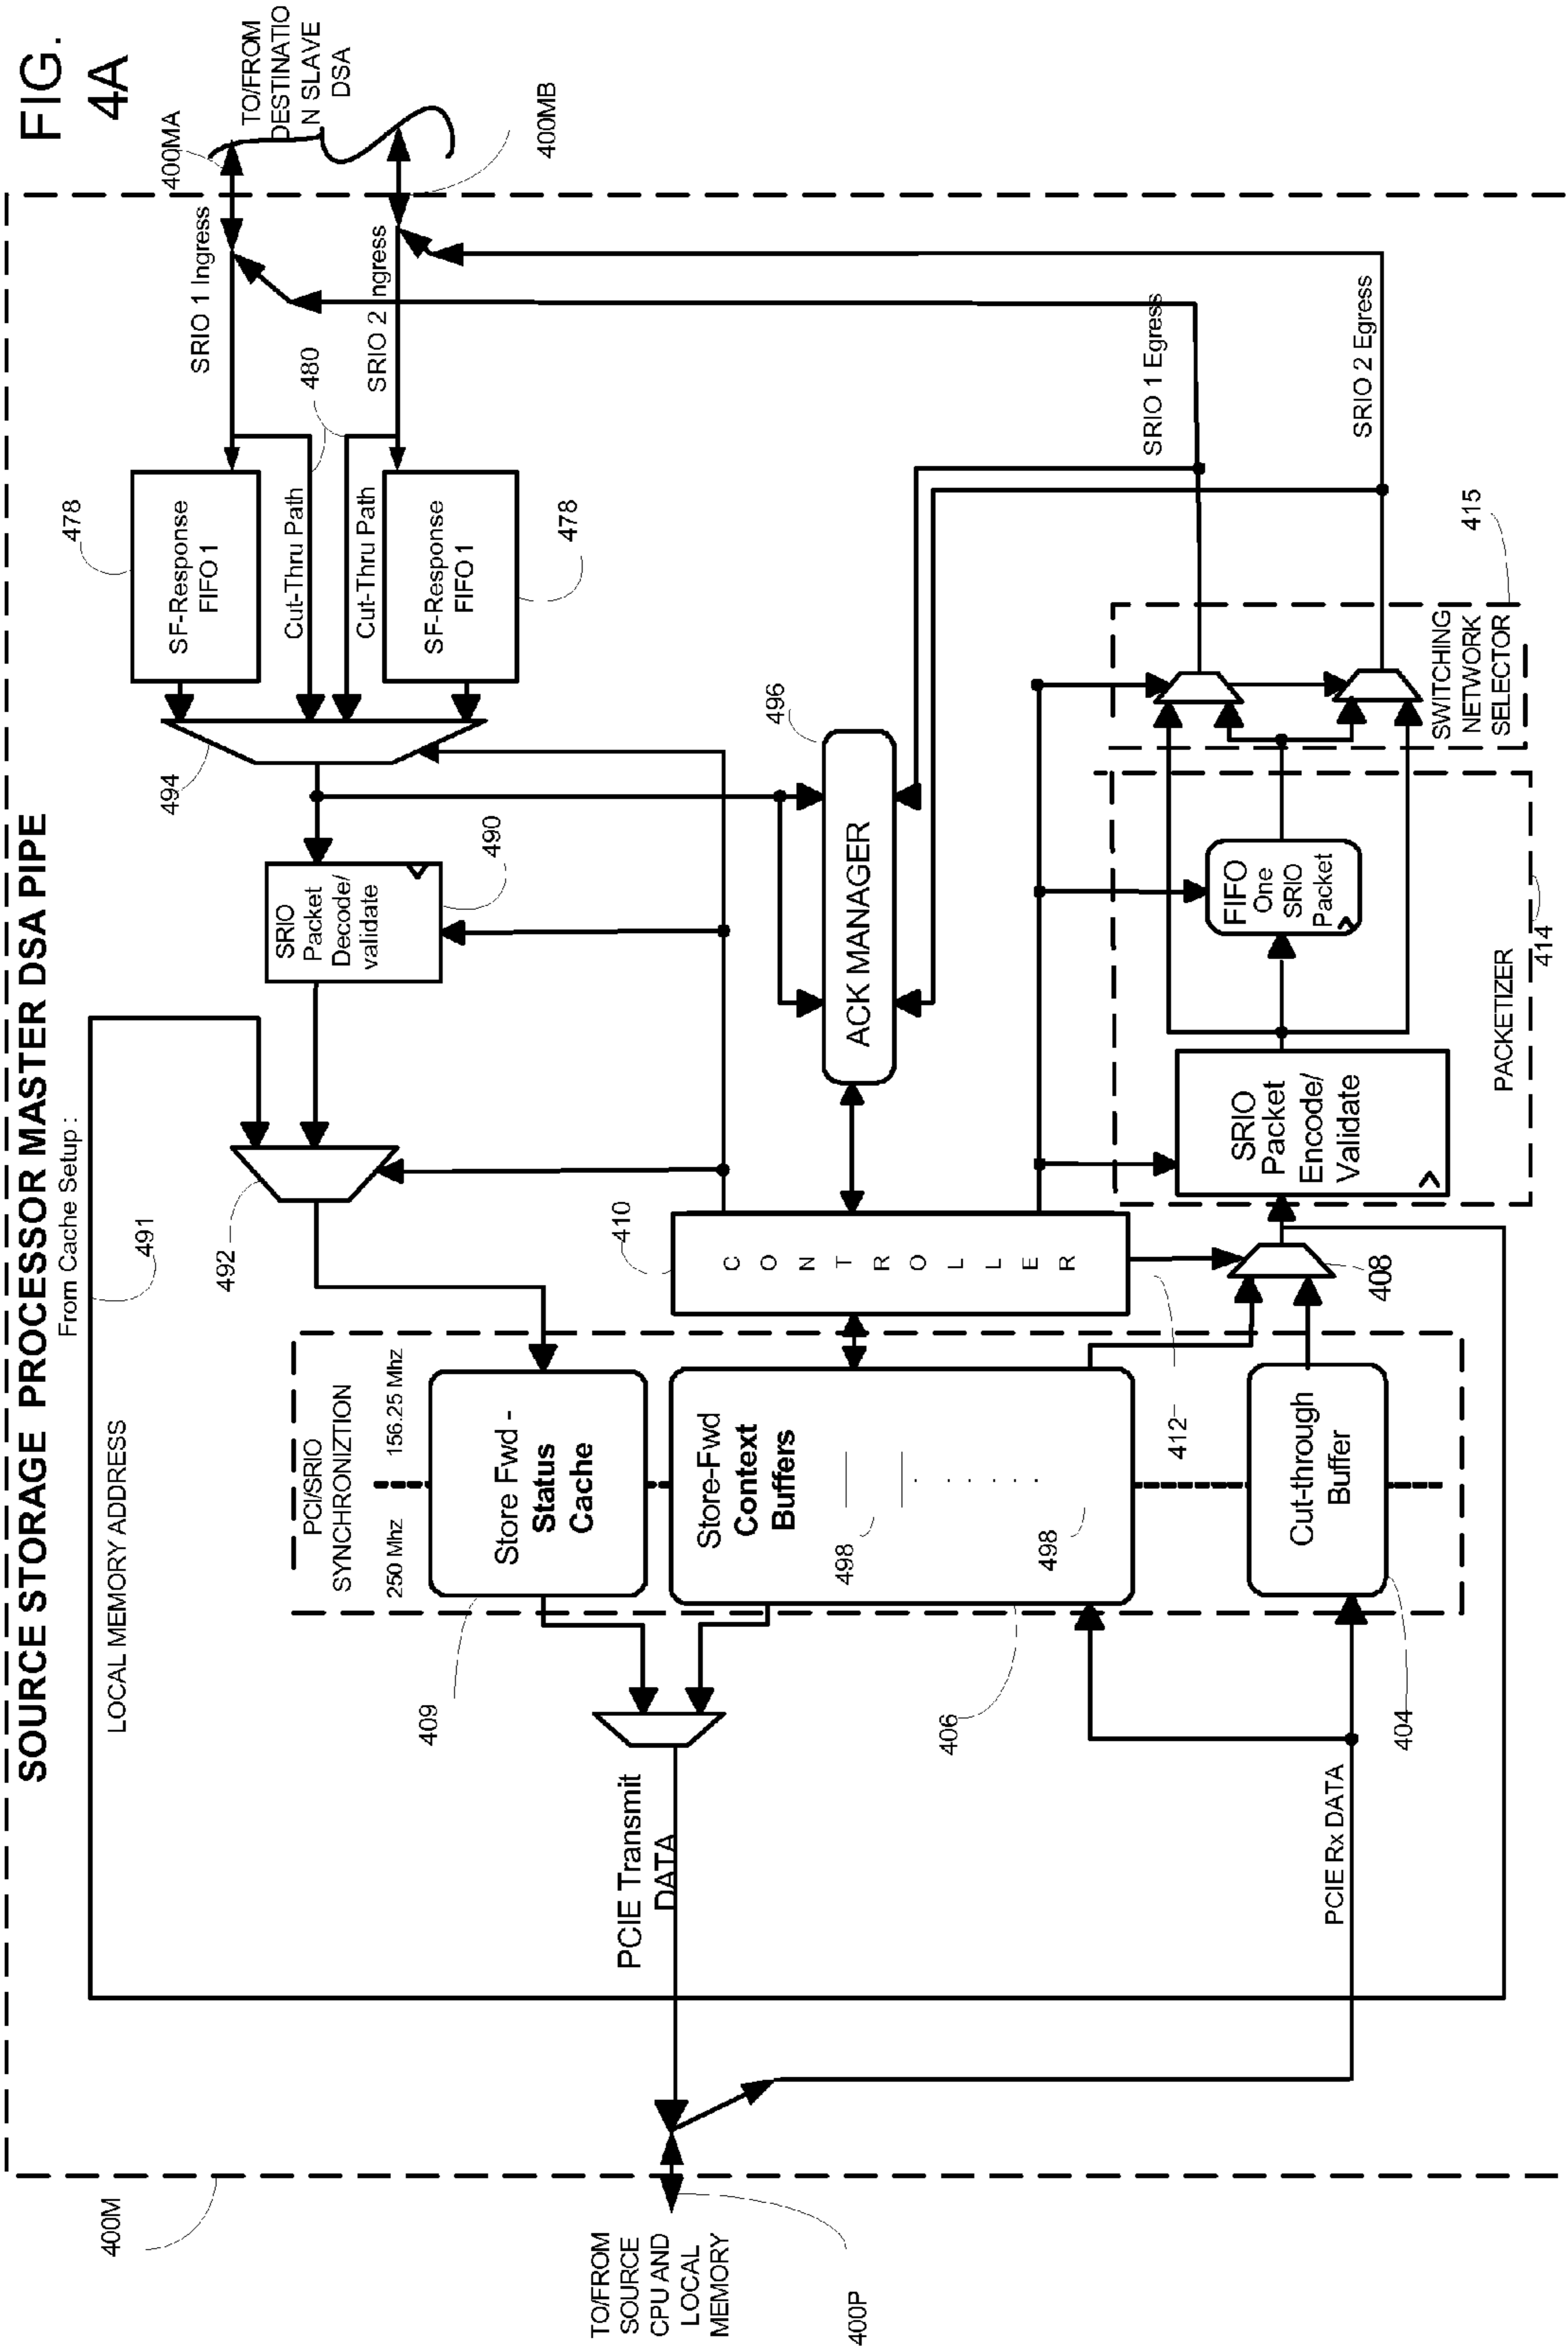 FIG.
4A
SOURCE STORAGE PROCESSOR MASTER DSA PIPE
From Cache Setup :
LOCAL MEMORY ADDRESS
491
400M
TO/FROM
SOURCE
CPU AND
LOCAL
MEMORY
400P
PCIE Transmit
DATA
PCIE Rx DATA
PCI/SRIO
SYNCHRONIZTION
250 Mhz
156.25 Mhz
Store Fwd -
Status
Cache
409
Store-Fwd
Context
Buffers
498
498
406
Cut-through
Buffer
404
492
410
CONTROLLER
412
408
SRIO
Packet
Decode/
validate
490
494
496
ACK MANAGER
SRIO
Packet
Encode/
Validate
FIFO
One
SRIO
Packet
PACKETIZER
414
SWITCHING
NETWORK
SELECTOR
415
478
SF-Response
FIFO 1
Cut-Thru Path
Cut-Thru Path
SF-Response
FIFO 1
478
480
SRIO 1 Ingress
SRIO 2 Ingress
SRIO 1 Egress
SRIO 2 Egress
400MA
400MB
TO/FROM
DESTINATIO
N SLAVE
DSA